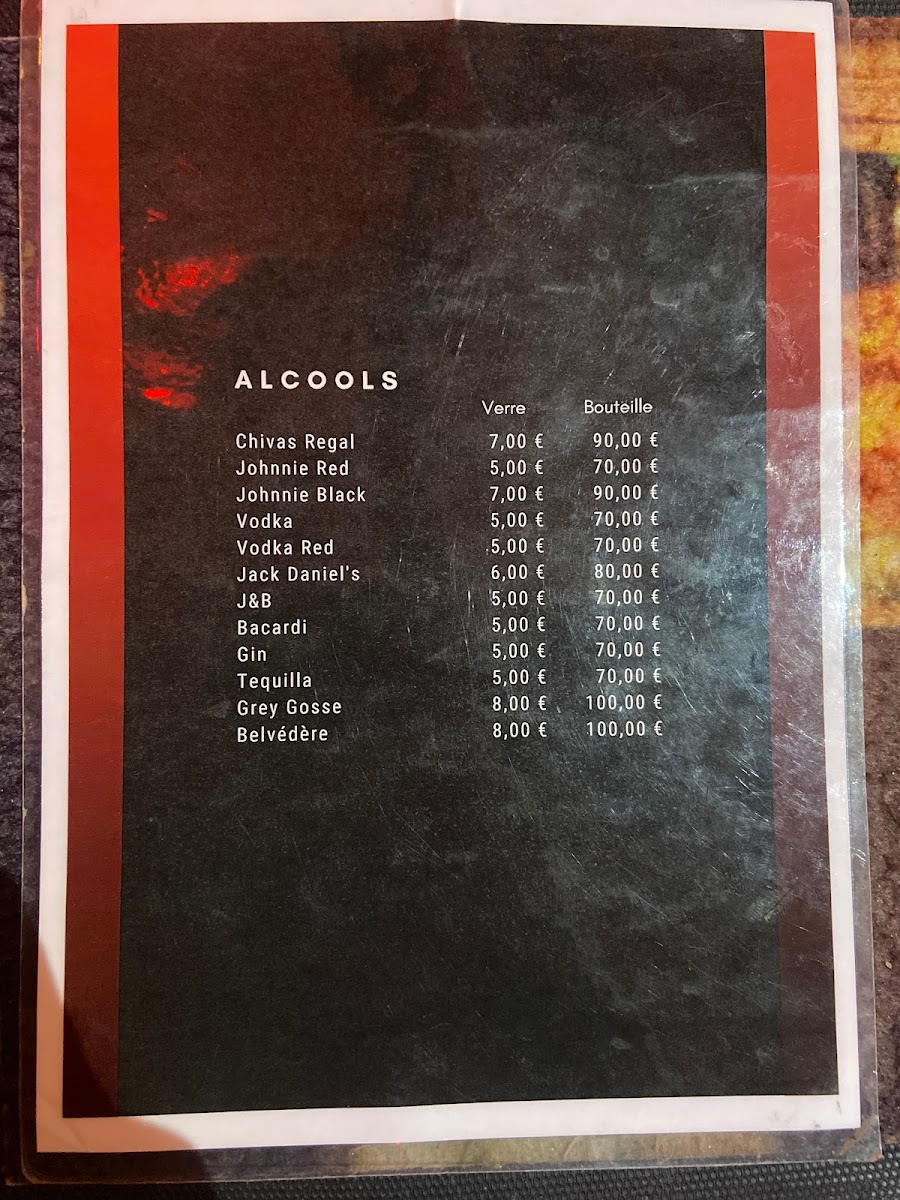 ALCOOLS
Verre Bouteille
Chivas Regal 7,00 € 90,00 €
Johnnie Red 5,00 € 70,00 €
Johnnie Black 7,00 € 90,00 €
Vodka 5,00 € 70,00 €
Vodka Red 5,00 € 70,00 €
Jack Daniel's 6,00 € 80,00 €
J&B 5,00 € 70,00 €
Bacardi 5,00 € 70,00 €
Gin 5,00 € 70,00 €
Tequilla 5,00 € 70,00 €
Grey Gosse 8,00 € 100,00 €
Belvédère 8,00 € 100,00 €